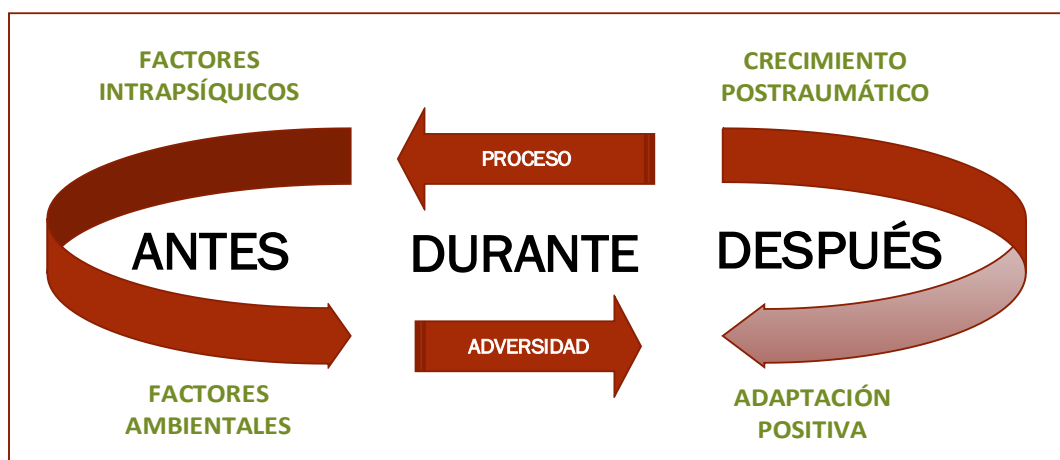 FACTORES
INTRAPSÍQUICOS
CRECIMIENTO
POSTRAUMÁTICO
PROCESO
ANTES
DURANTE
DESPUÉS
ADVERSIDAD
FACTORES
AMBIENTALES
ADAPTACIÓN
POSITIVA